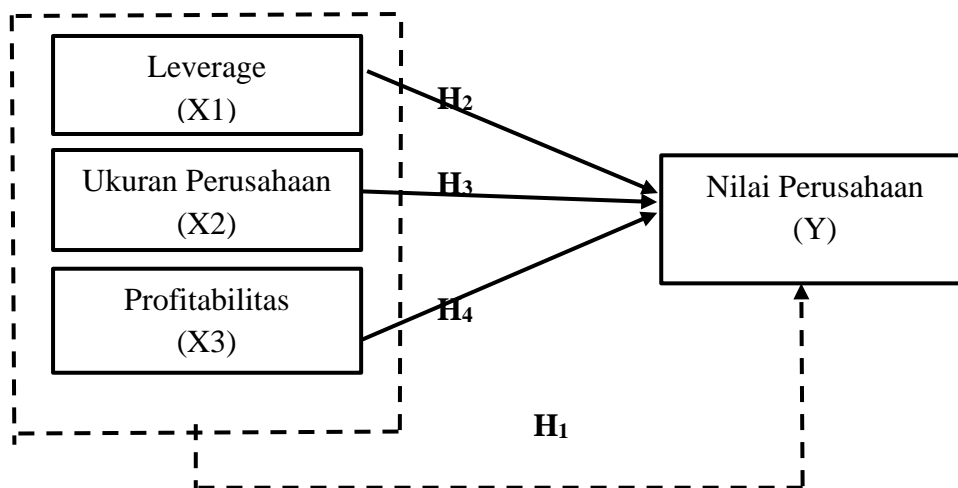 Leverage
(X1)
H2
Ukuran Perusahaan
(X2)
H3
Nilai Perusahaan
(Y)
Profitabilitas
(X3)
H4
H1